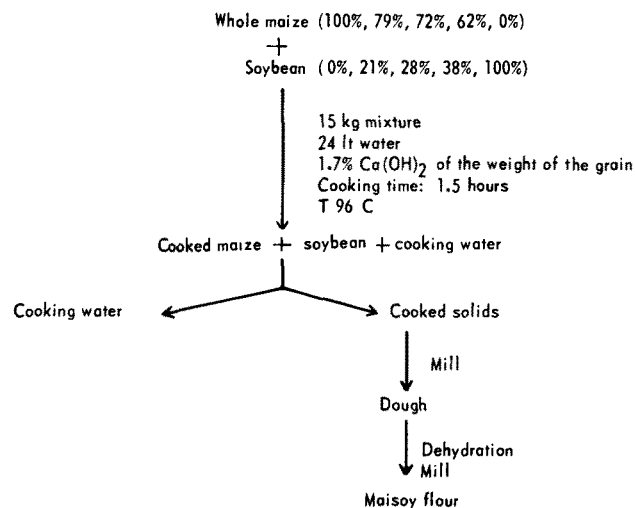 Whole maize (100%, 79%, 72%, 62%, 0%)
+
Soybean (0%, 21%, 28%, 38%, 100%)
15 kg mixture
24 lt water
1.7% Ca(OH)2 of the weight of the grain
Cooking time: 1.5 hours
T 96 C
Cooked maize + soybean + cooking water
Cooking water
Cooked solids
Mill
Dough
Dehydration
Mill
Maisoy flour